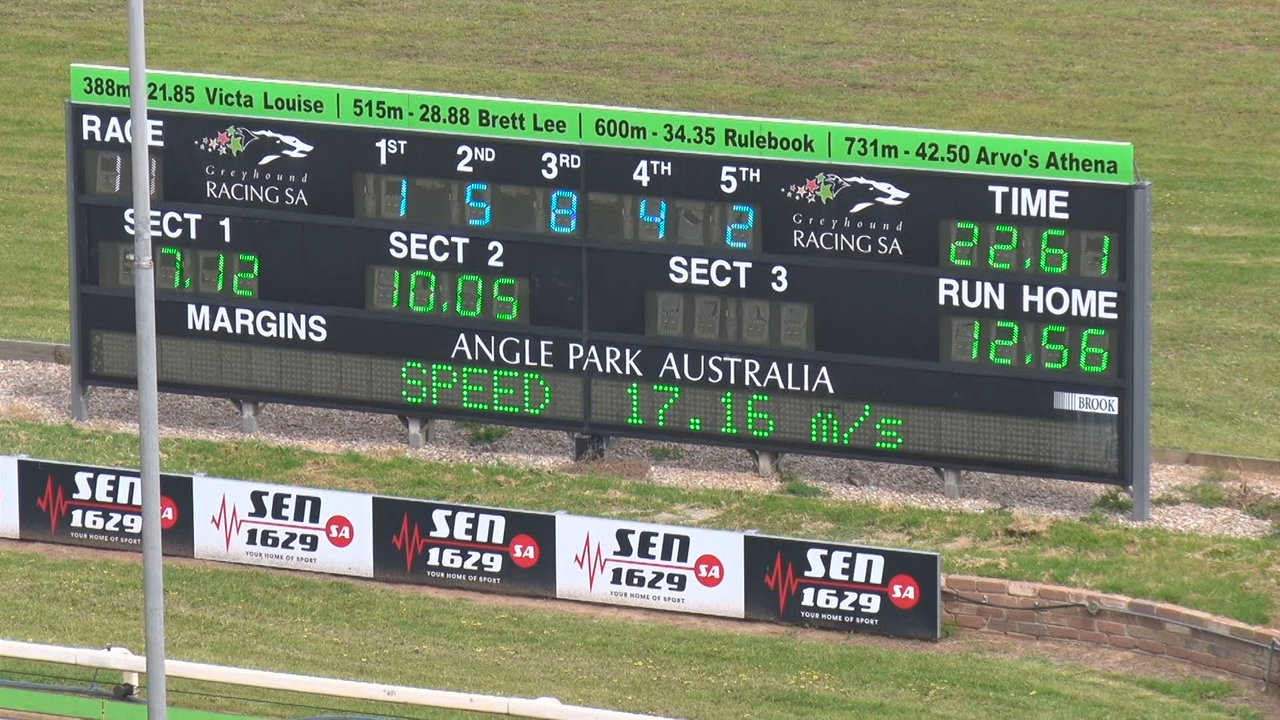 388m 21.85 Victa Louise | 515m - 28.88 Brett Lee | 600m - 34.35 Rulebook | 731m - 42.50 Arvo's Athena
RACE
Greyhound
RACING SA
1ST 2ND 3RD 4TH 5TH
1 5 8 4 2
Greyhound
RACING SA
TIME
22.61
SECT 1
7.12
SECT 2
10.05
SECT 3
RUN HOME
12.56
MARGINS
ANGLE PARK AUSTRALIA
SPEED 17.16 m/s
BROOK
SEN
1629 SA
YOUR HOME OF SPORT
SEN
1629 SA
YOUR HOME OF SPORT
SEN
1629 SA
YOUR HOME OF SPORT
SEN
1629 SA
YOUR HOME OF SPORT
SEN
1629 SA
YOUR HOME OF SPORT